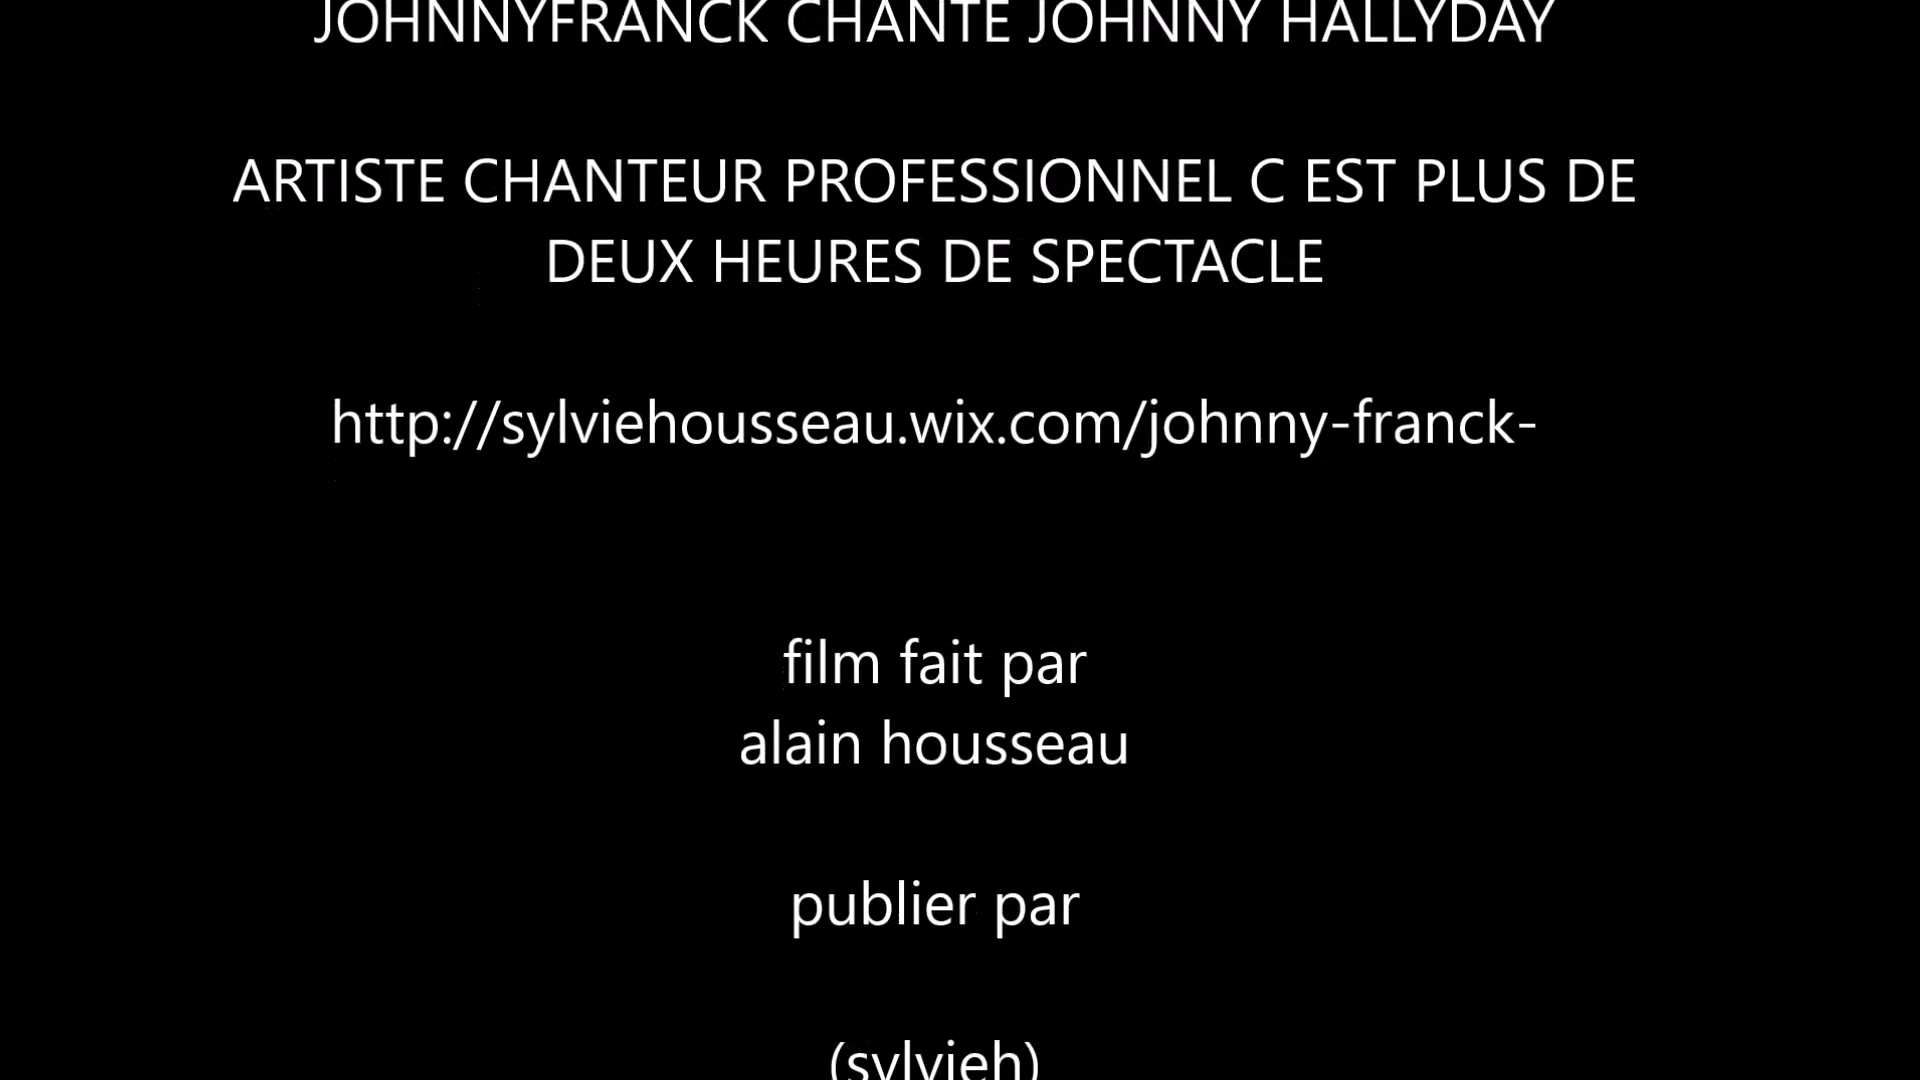 JOHNNYFRANCK CHANTE JOHNNY HALLYDAY
ARTISTE CHANTEUR PROFESSIONNEL C EST PLUS DE
DEUX HEURES DE SPECTACLE
http://sylviehousseau.wix.com/johnny-franck-
film fait par
alain housseau
publier par
(sylvieh)